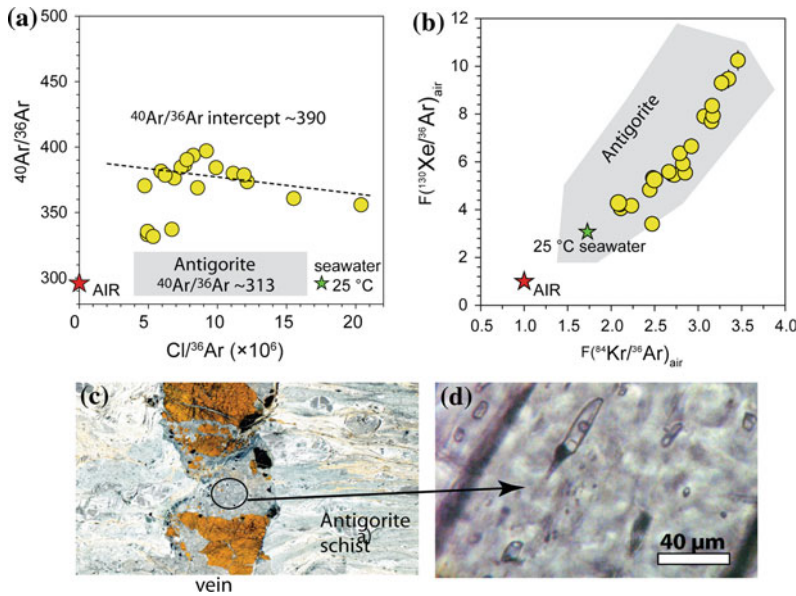 (a)
⁴⁰Ar/³⁶Ar
400
375
350
325
300
⁴⁰Ar/³⁶Ar intercept ~390
Antigorite
⁴⁰Ar/³⁶Ar ~313
seawater
25 °C
AIR
0 5 10 15 20
Cl/³⁶Ar (×10⁶)
(b)
F(¹³⁰Xe/³⁶Ar)air
12
10
8
6
4
2
0
Antigorite
25 °C seawater
AIR
0.5 1.0 1.5 2.0 2.5 3.0 3.5 4.0
F(⁸⁴Kr/³⁶Ar)air
(c)
Antigorite
a)
schist
vein
(d)
40 µm